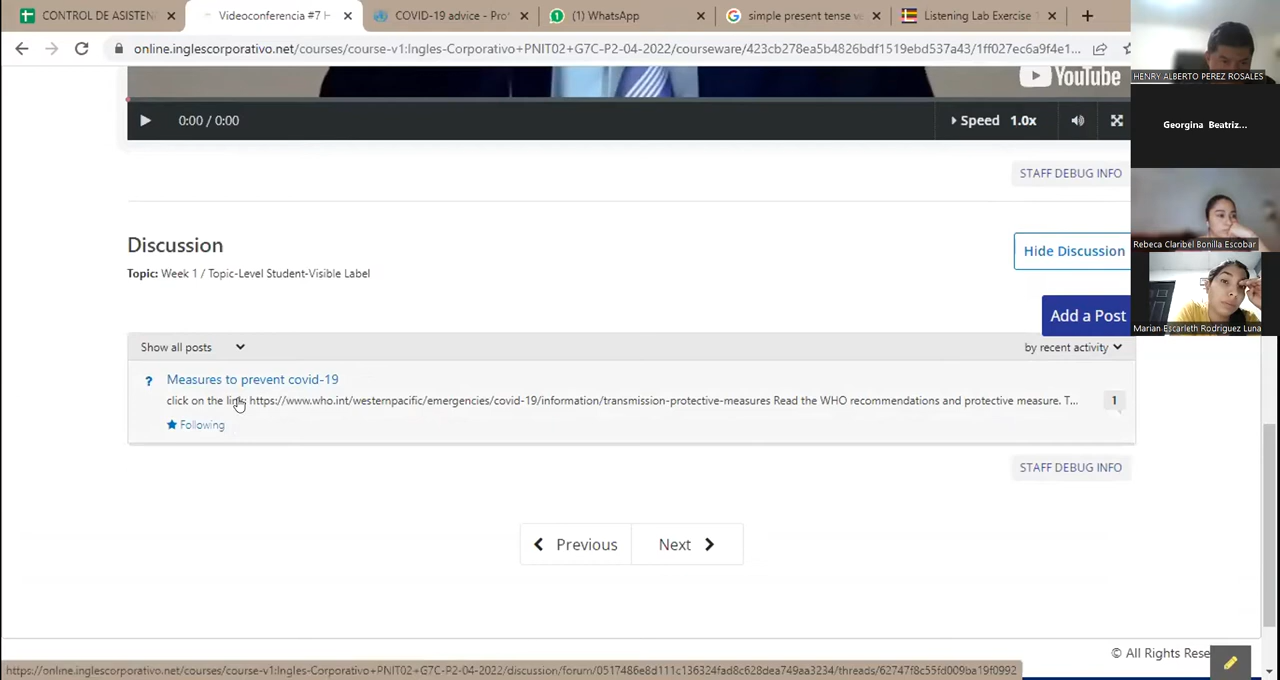 CONTROL DE ASISTEN
Videoconferencia #7 H
COVID-19 advice - Pro
(1) WhatsApp
simple present tense v
Listening Lab Exercise 1
online.inglescorporativo.net/courses/course-v1:Ingles-Corporativo+PNIT02+G7C-P2-04-2022/courseware/423cb278ea5b4826bdf1519ebd537a43/1ff027ec6a9f4e1...
YouTube
HENRY ALBERTO PEREZ ROSALES
0:00 / 0:00
Speed 1.0x
Georgina Beatriz...
STAFF DEBUG INFO
Rebeca Claribel Bonilla Escobar
Discussion
Hide Discussion
Topic: Week 1 / Topic-Level Student-Visible Label
Add a Post
Marian Escarleth Rodriguez Luna
Show all posts
by recent activity
? Measures to prevent covid-19
click on the link: https://www.who.int/westernpacific/emergencies/covid-19/information/transmission-protective-measures Read the WHO recommendations and protective measure. T...
1
Following
STAFF DEBUG INFO
Previous
Next
© All Rights Rese
https://online.inglescorporativo.net/courses/course-v1:Ingles-Corporativo+PNIT02+G7C-P2-04-2022/discussion/forum/0517486e8d111c136324fad8c628dea749aa3234/threads/62747f8c55fd009ba19f0992